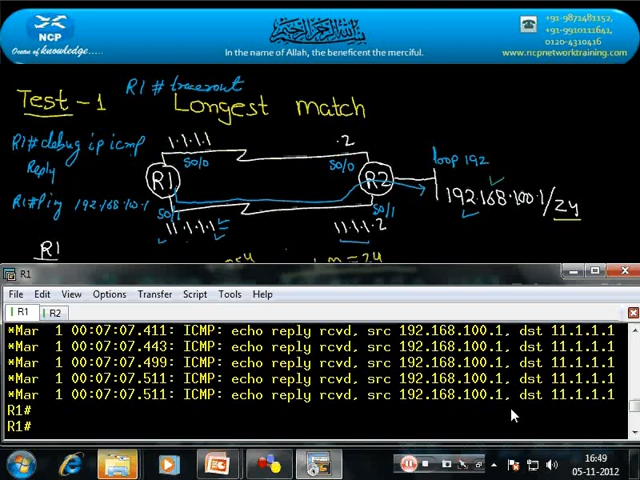 NCP
Ocean of knowledge..
بسم الله الرحمن الرحيم
In the name of Allah, the beneficent the merciful.
+91-9871481152,
+91-9910111642,
0120-4310416
www.ncpnetworktraining.com
R1 # traceroute
Test-1 Longest match
R1#debug ip icmp
Reply
R1#Ping 192.168.100.1
1.1.1.1
.2
S0/0
S0/0
R1
R2
loop 192
192.168.100.1/24
S0/1
S0/1
11.1.1.1
11.1.1.2
R1
m=24
R1
File Edit View Options Transfer Script Tools Help
R1 R2
*Mar 1 00:07:07.411: ICMP: echo reply rcvd, src 192.168.100.1, dst 11.1.1.1
*Mar 1 00:07:07.443: ICMP: echo reply rcvd, src 192.168.100.1, dst 11.1.1.1
*Mar 1 00:07:07.499: ICMP: echo reply rcvd, src 192.168.100.1, dst 11.1.1.1
*Mar 1 00:07:07.511: ICMP: echo reply rcvd, src 192.168.100.1, dst 11.1.1.1
*Mar 1 00:07:07.511: ICMP: echo reply rcvd, src 192.168.100.1, dst 11.1.1.1
R1#
R1#
16:49
05-11-2012